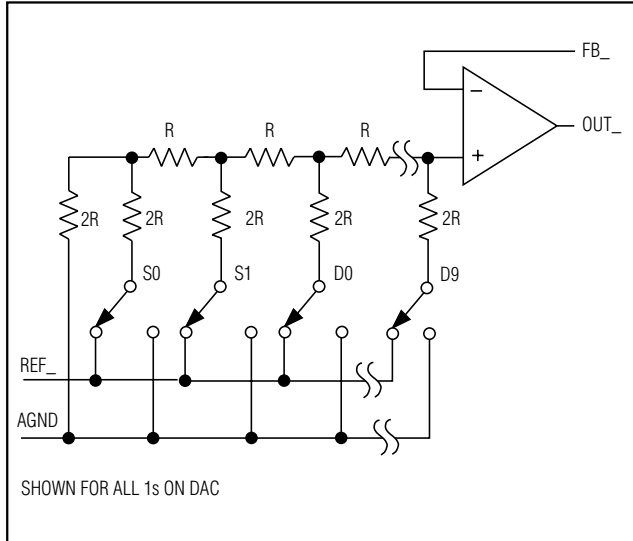 FB_
OUT_
−
+
R R R
2R 2R 2R 2R 2R
S0 S1 D0 D9
REF_
AGND
SHOWN FOR ALL 1s ON DAC